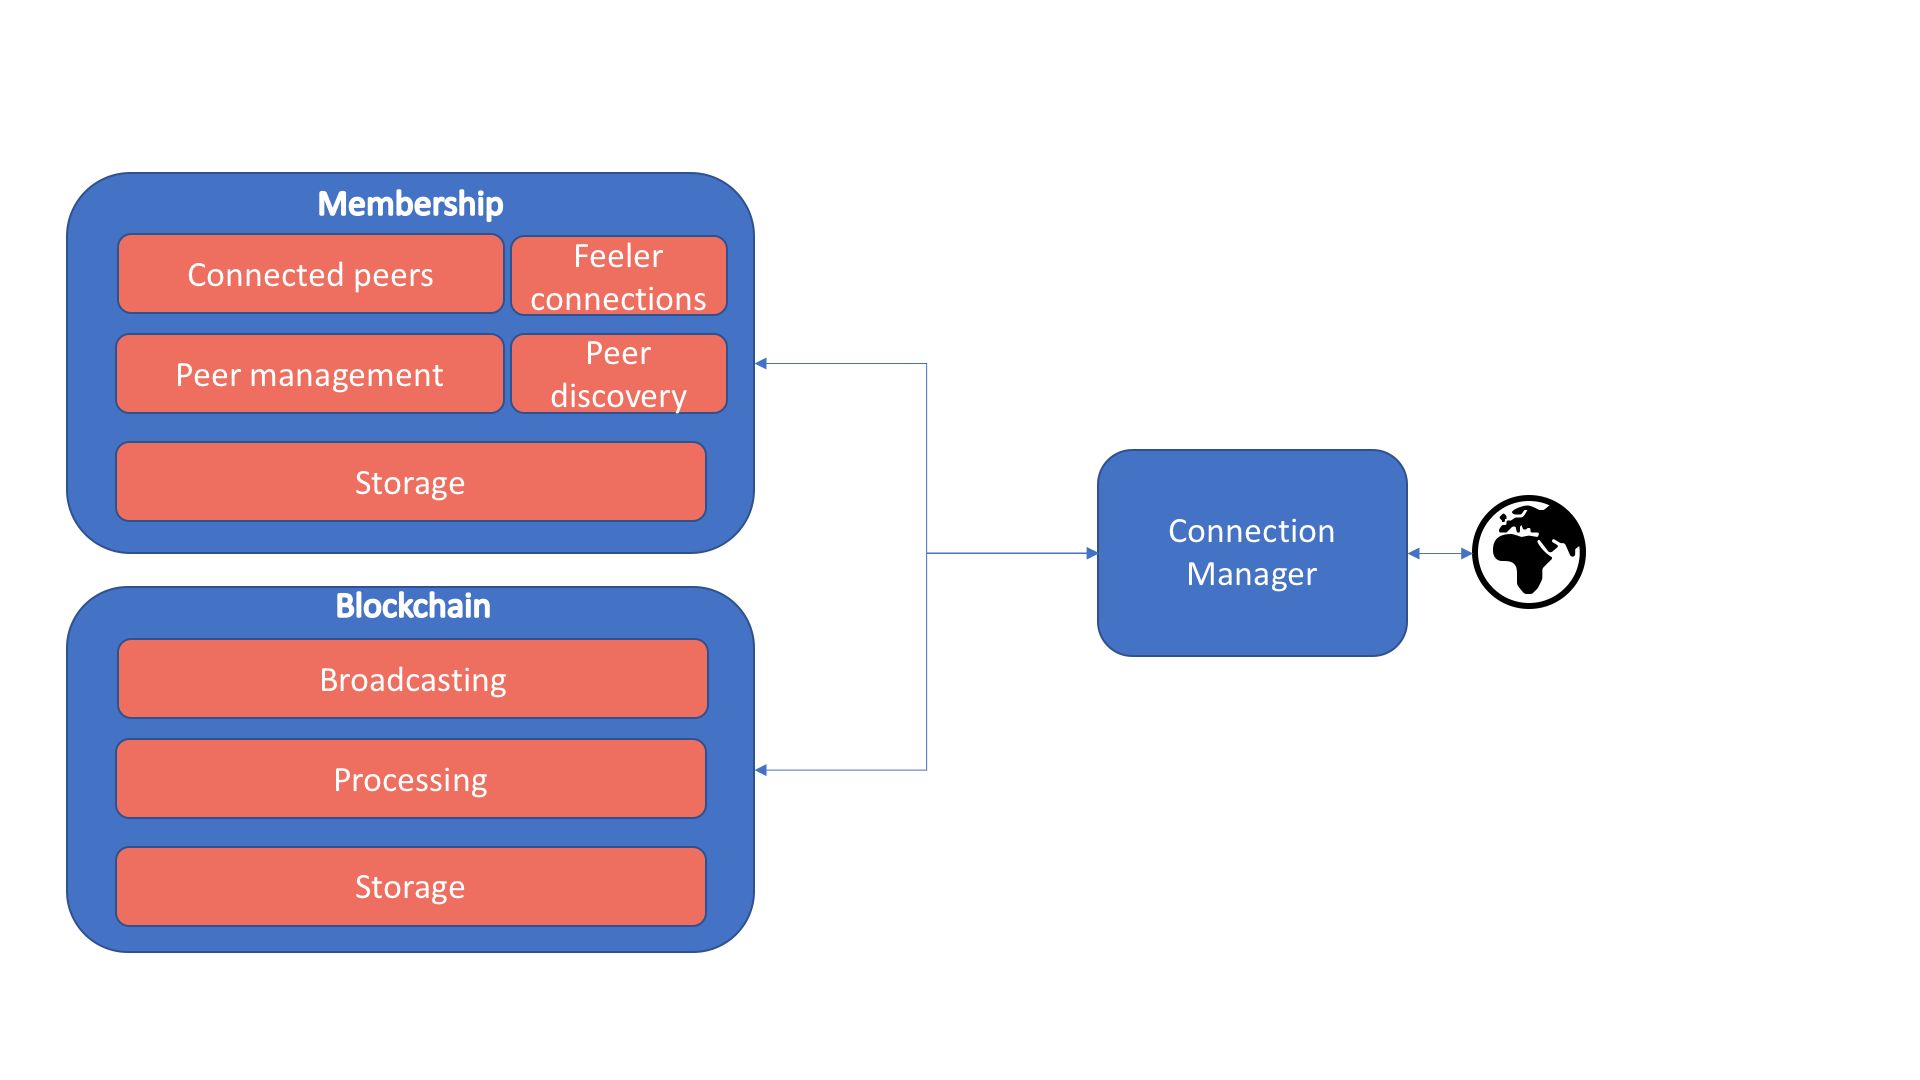 Membership
Connected peers
Feeler
connections
Peer management
Peer
discovery
Storage
Blockchain
Broadcasting
Processing
Storage
Connection
Manager